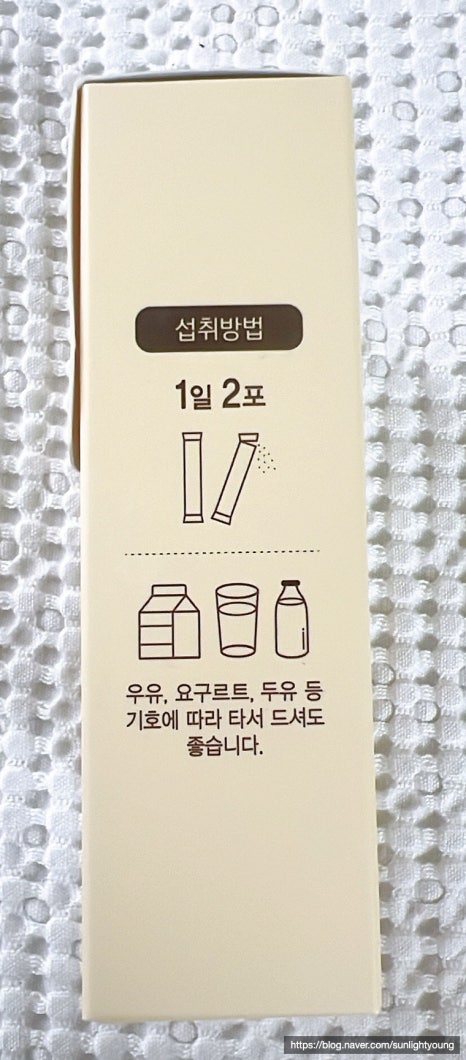 섭취방법
1일 2포
우유, 요구르트, 두유 등
기호에 따라 타서 드셔도
좋습니다.
https://blog.naver.com/sunlightyoung